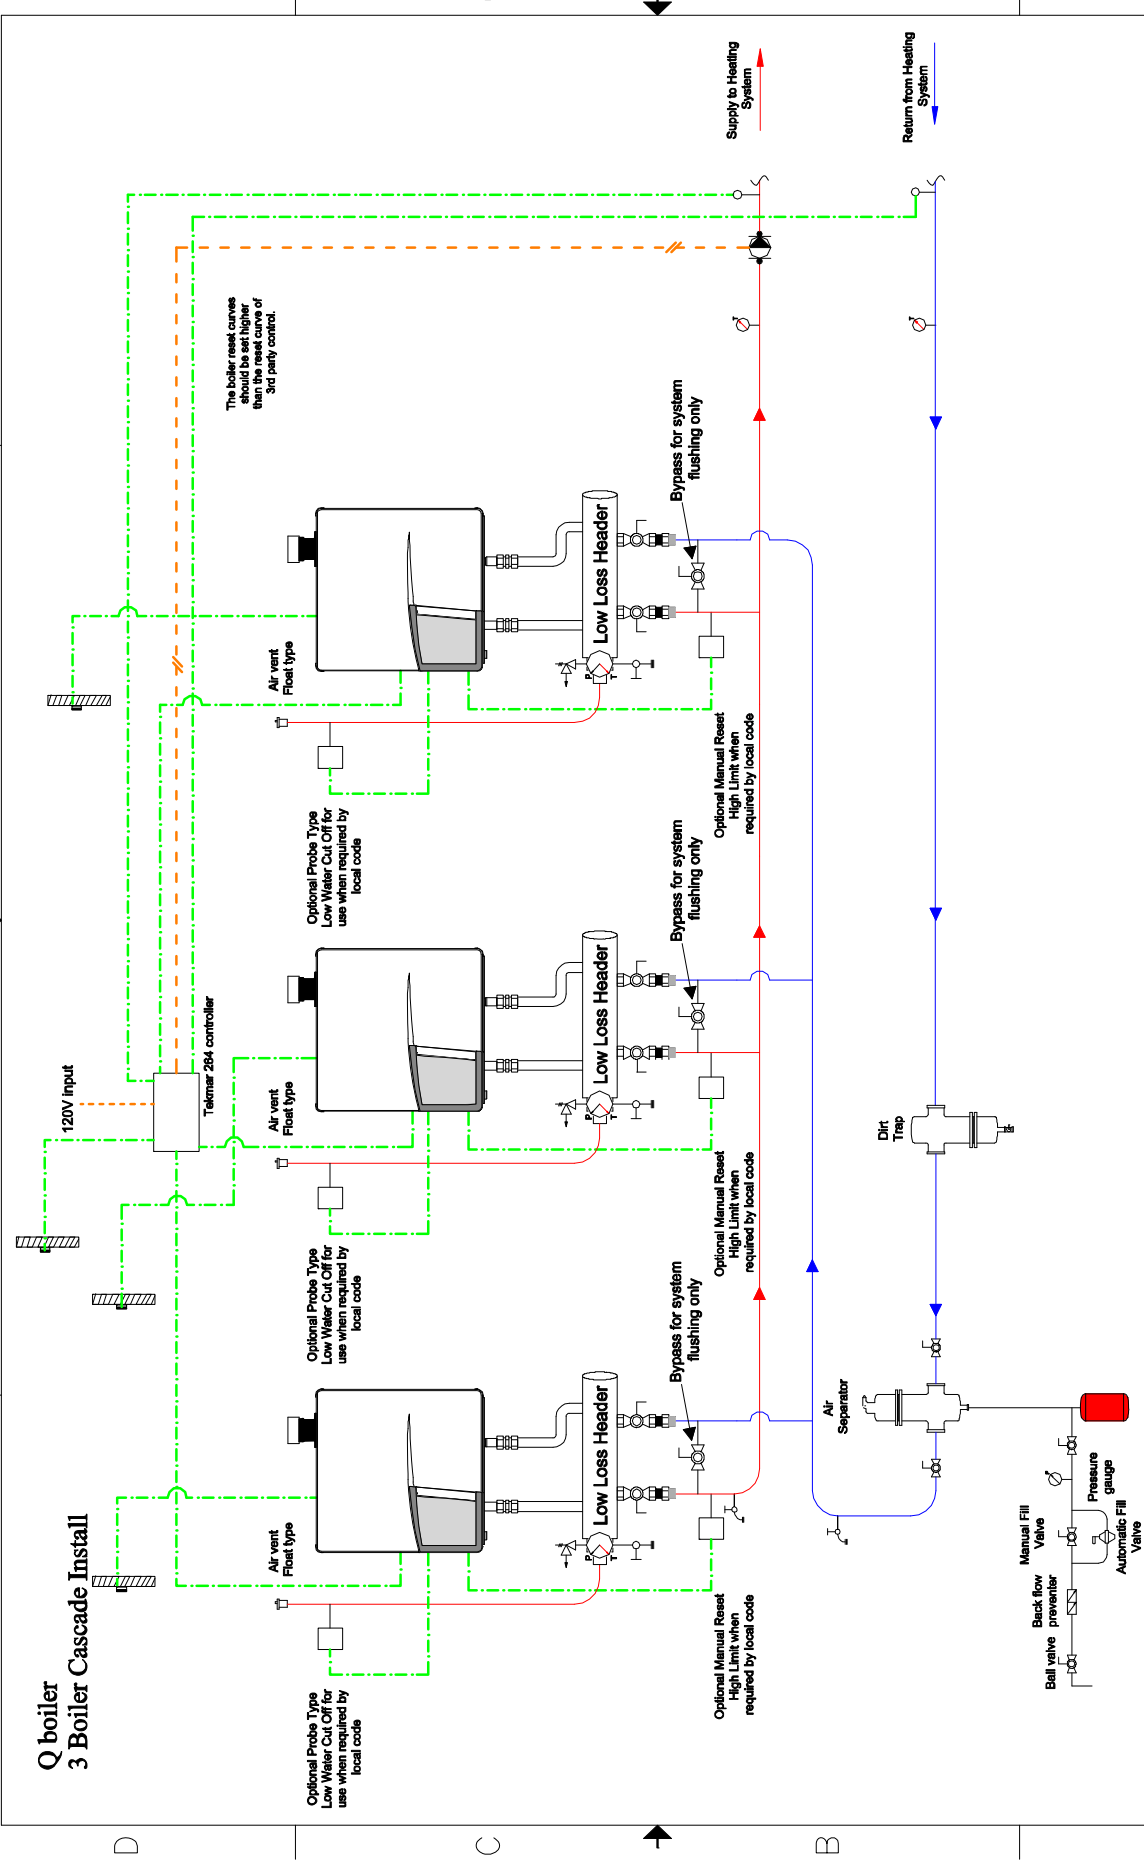 Q boiler
3 Boiler Cascade Install
120V input
Tekmar 264 controller
The boiler reset curves
should be set higher
than the reset curve of
3rd party control.
Supply to Heating
System
Return from Heating
System
Air vent
Float type
Air vent
Float type
Air vent
Float type
Optional Probe Type
Low Water Cut Off for
use when required by
local code
Optional Probe Type
Low Water Cut Off for
use when required by
local code
Optional Probe Type
Low Water Cut Off for
use when required by
local code
Low Loss Header
Low Loss Header
Low Loss Header
P
T
P
T
P
T
Bypass for system
flushing only
Bypass for system
flushing only
Bypass for system
flushing only
Optional Manual Reset
High Limit when
required by local code
Optional Manual Reset
High Limit when
required by local code
Optional Manual Reset
High Limit when
required by local code
T
T
Air
Separator
Dirt
Trap
Ball valve
Back flow
preventer
Manual Fill
Valve
Pressure
gauge
Automatic Fill
Valve
D
C
B